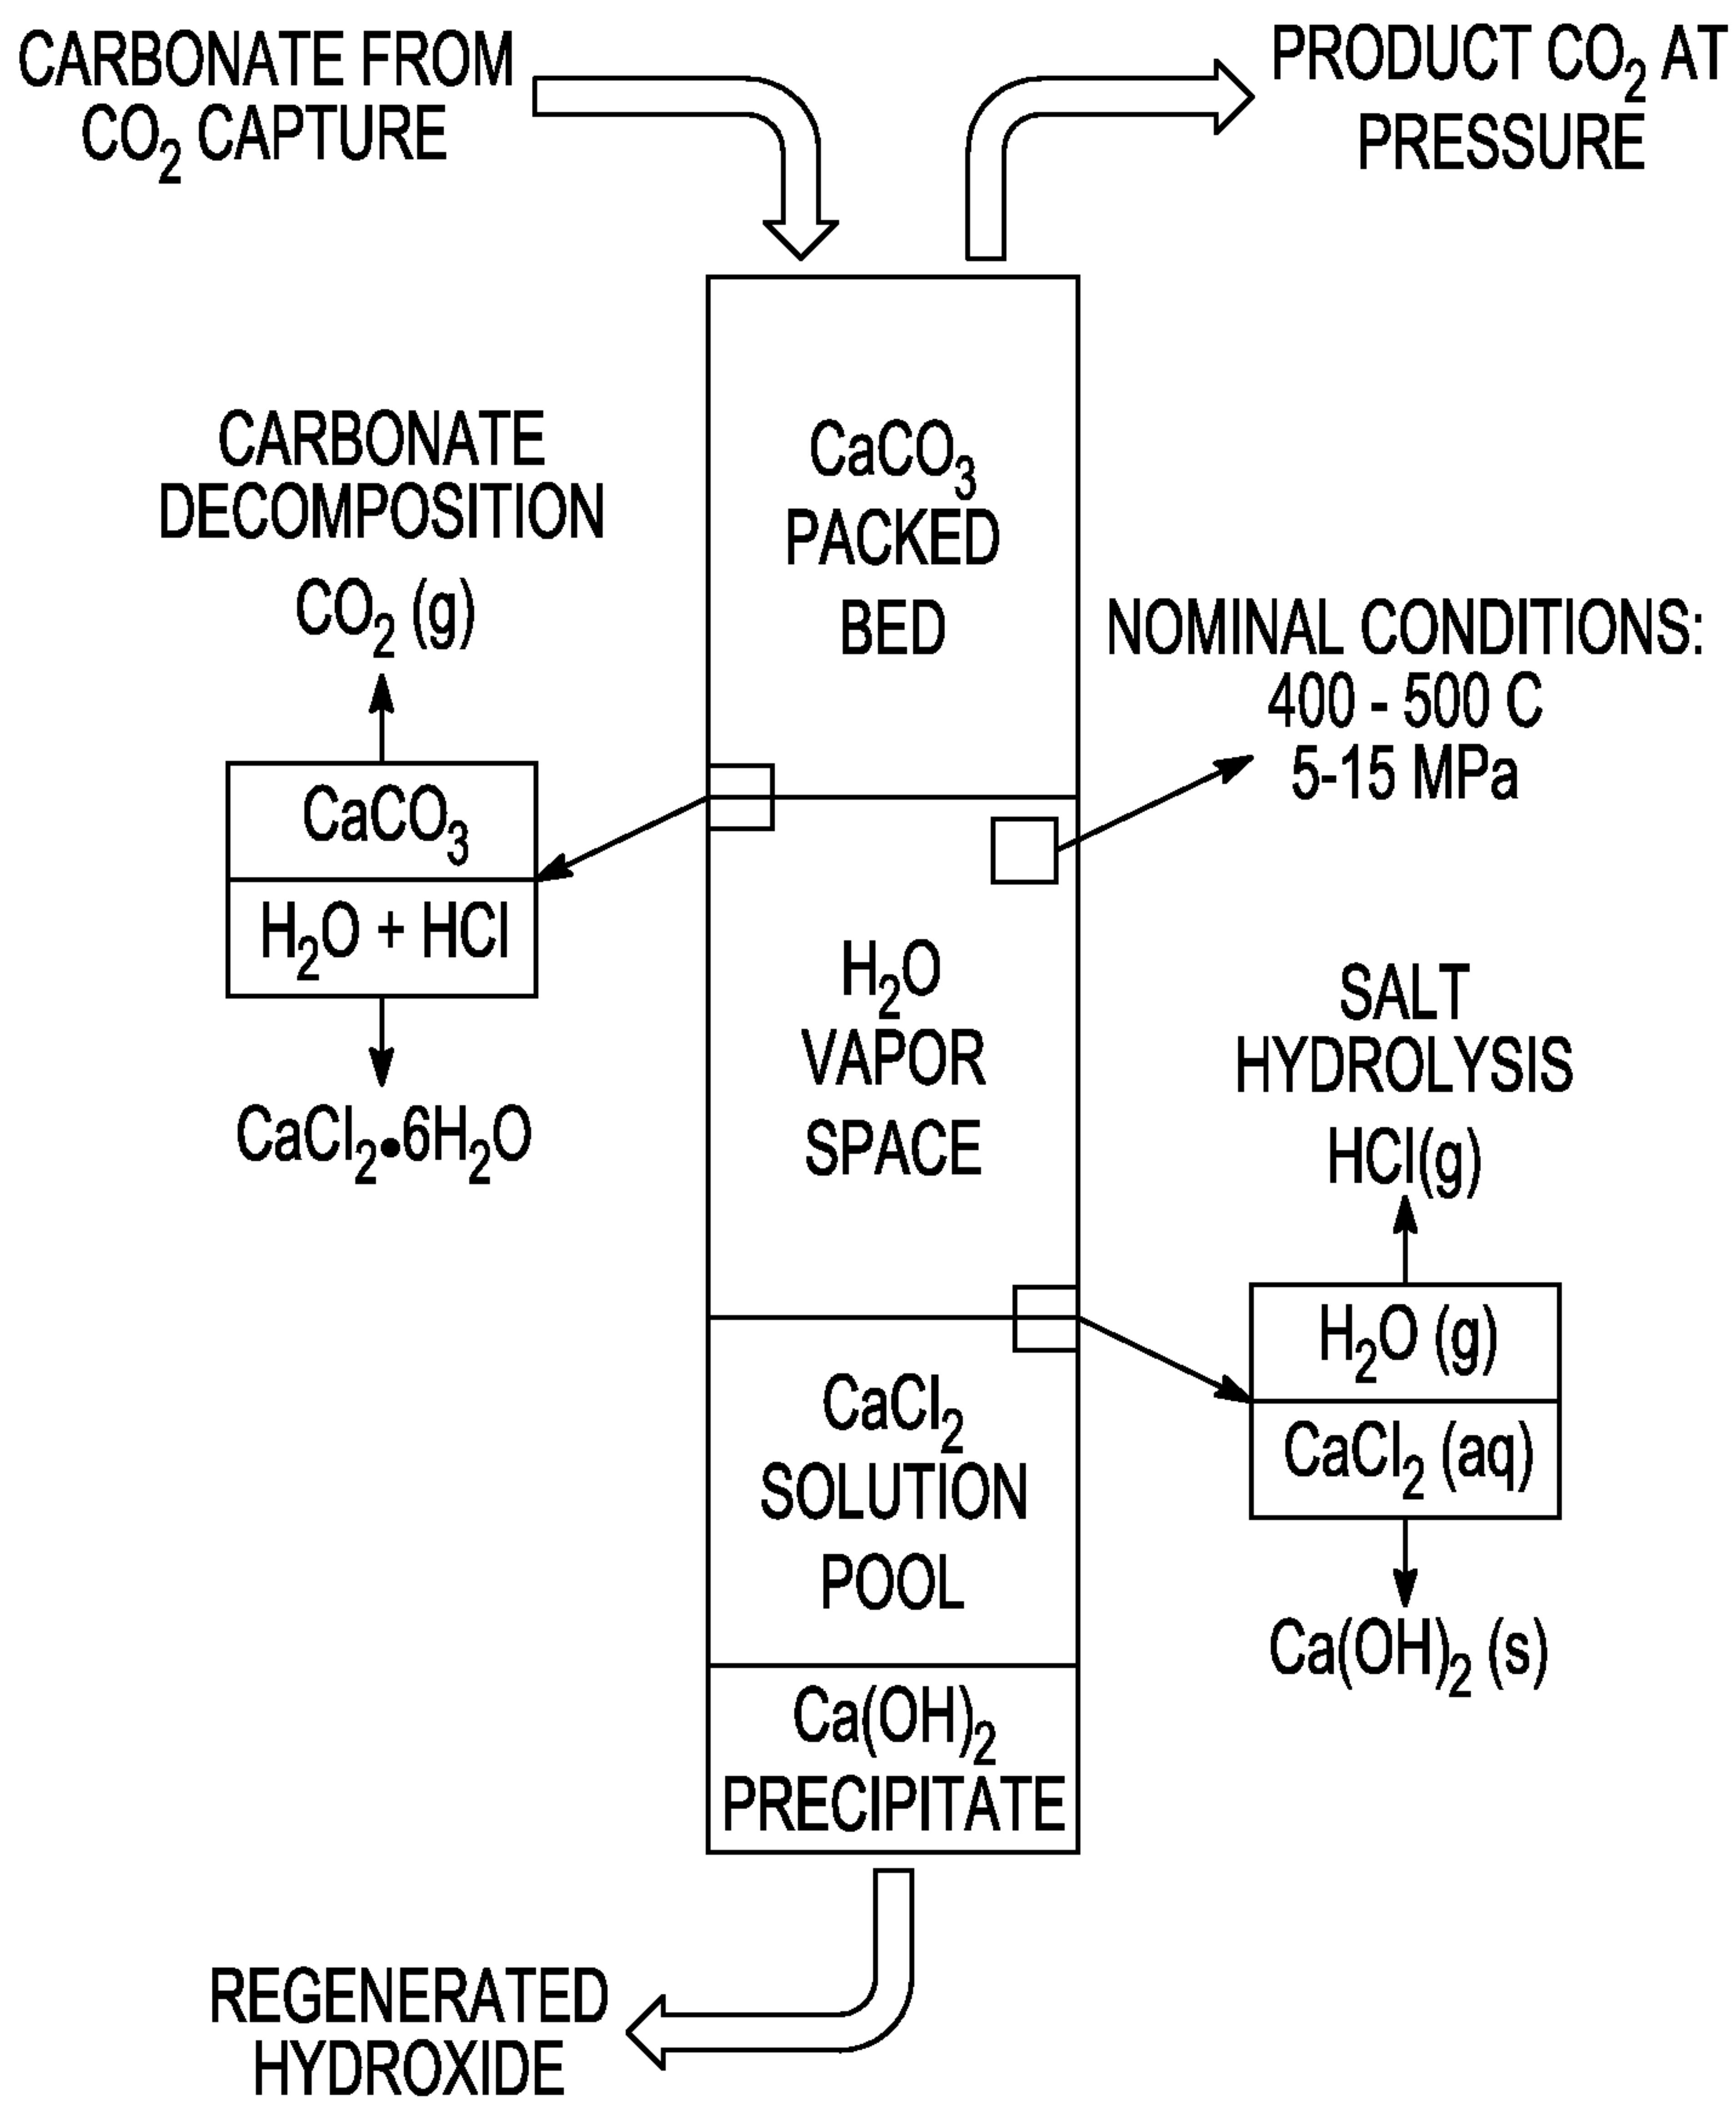 CARBONATE FROM
CO2 CAPTURE
PRODUCT CO2 AT
PRESSURE
CaCO3
PACKED
BED
CARBONATE
DECOMPOSITION
CO2 (g)
CaCO3
H2O + HCl
CaCl2•6H2O
NOMINAL CONDITIONS:
400 - 500 C
5-15 MPa
H2O
VAPOR
SPACE
SALT
HYDROLYSIS
HCl(g)
H2O (g)
CaCl2 (aq)
Ca(OH)2 (s)
CaCl2
SOLUTION
POOL
Ca(OH)2
PRECIPITATE
REGENERATED
HYDROXIDE